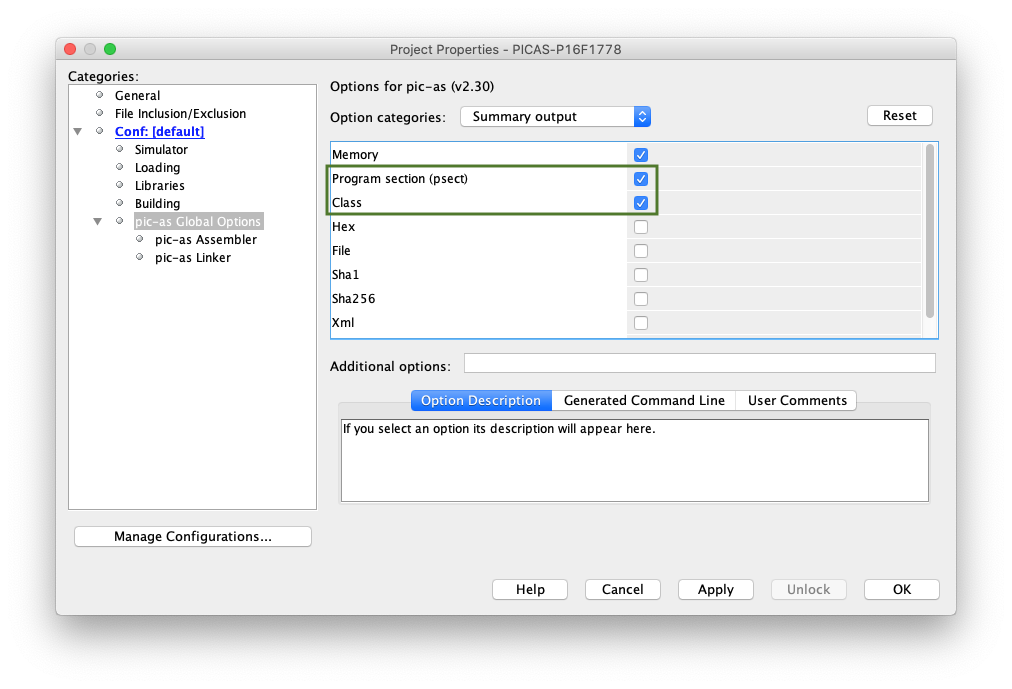 Project Properties - PICAS-P16F1778
Categories:
General
File Inclusion/Exclusion
Conf: [default]
Simulator
Loading
Libraries
Building
pic-as Global Options
pic-as Assembler
pic-as Linker
Manage Configurations...
Options for pic-as (v2.30)
Option categories: Summary output Reset
Memory
Program section (psect)
Class
Hex
File
Sha1
Sha256
Xml
Additional options:
Option Description Generated Command Line User Comments
If you select an option its description will appear here.
Help Cancel Apply Unlock OK